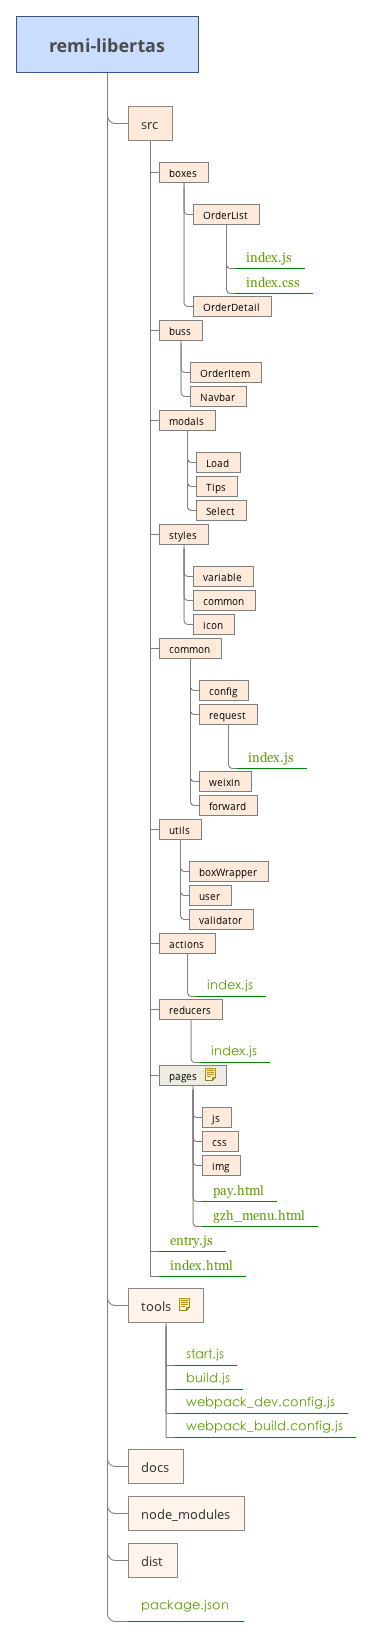 remi-libertas
src
boxes
OrderList
index.js
index.css
OrderDetail
buss
OrderItem
Navbar
modals
Load
Tips
Select
styles
variable
common
icon
common
config
request
index.js
weixin
forward
utils
boxWrapper
user
validator
actions
index.js
reducers
index.js
pages
js
css
img
pay.html
gzh_menu.html
entry.js
index.html
tools
start.js
build.js
webpack_dev.config.js
webpack_build.config.js
docs
node_modules
dist
package.json